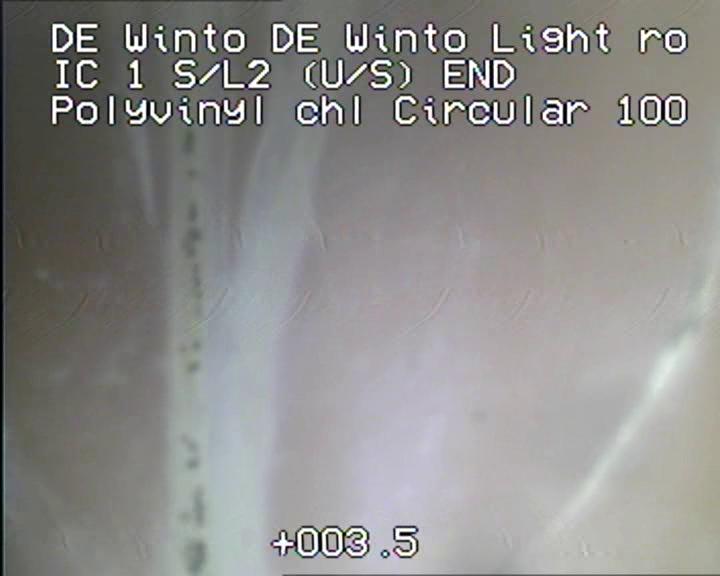 DE Winto DE Winto Light ro
IC 1 S/L2 (U/S) END
Polyvinyl chl Circular 100
+003.5